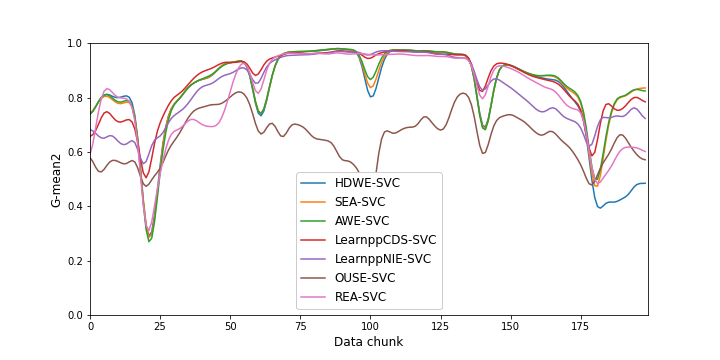 G-mean2
1.0
0.8
0.6
0.4
0.2
0.0
HDWE-SVC
SEA-SVC
AWE-SVC
LearnppCDS-SVC
LearnppNIE-SVC
OUSE-SVC
REA-SVC
0 25 50 75 100 125 150 175
Data chunk